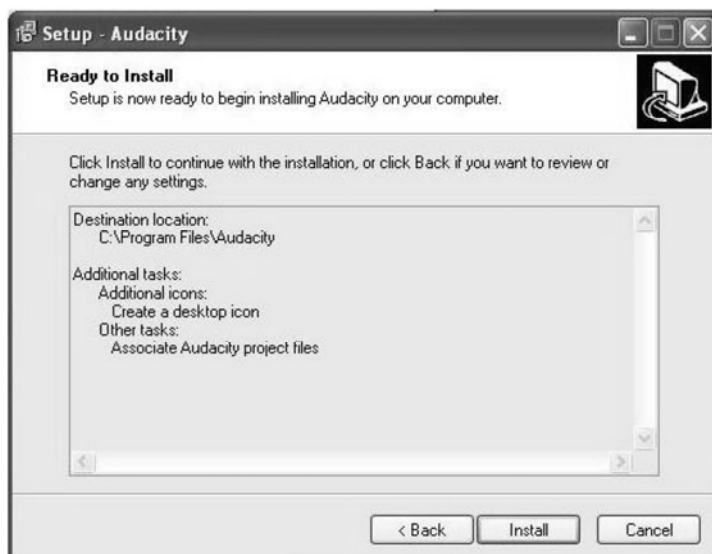 Setup - Audacity
Ready to Install
Setup is now ready to begin installing Audacity on your computer.
Click Install to continue with the installation, or click Back if you want to review or
change any settings.
Destination location:
C:\Program Files\Audacity
Additional tasks:
Additional icons:
Create a desktop icon
Other tasks:
Associate Audacity project files
< Back
Install
Cancel